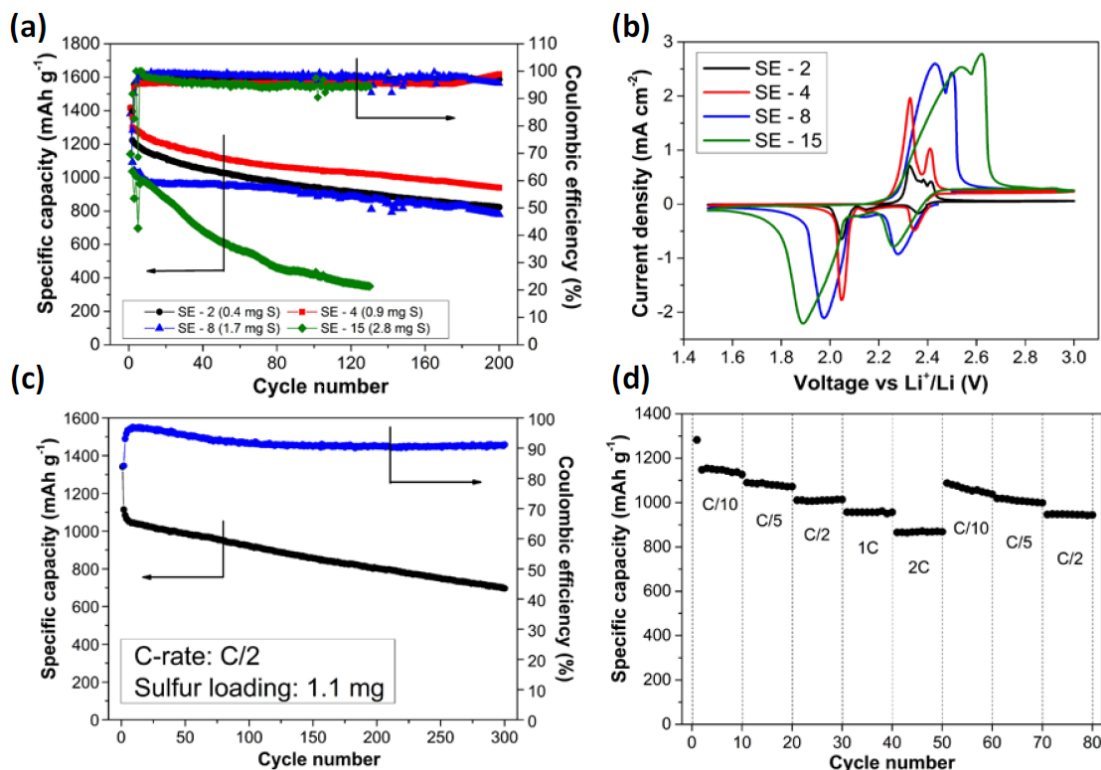 (a)
1800
1600
1400
1200
1000
800
600
400
200
0
Specific capacity (mAh g⁻¹)
110
100
90
80
70
60
50
40
30
20
10
0
Coulombic efficiency (%)
SE - 2 (0.4 mg S) SE - 4 (0.9 mg S)
SE - 8 (1.7 mg S) SE - 15 (2.8 mg S)
0 40 80 120 160 200
Cycle number
(b)
3
2
1
0
-1
-2
Current density (mA cm⁻²)
SE - 2
SE - 4
SE - 8
SE - 15
1.4 1.6 1.8 2.0 2.2 2.4 2.6 2.8 3.0
Voltage vs Li⁺/Li (V)
(c)
1600
1400
1200
1000
800
600
400
200
0
Specific capacity (mAh g⁻¹)
100
90
80
70
60
50
40
30
20
10
0
Coulombic efficiency (%)
C-rate: C/2
Sulfur loading: 1.1 mg
0 50 100 150 200 250 300
Cycle number
(d)
1400
1200
1000
800
600
400
200
0
Specific capacity (mAh g⁻¹)
C/10
C/5
C/2
1C
2C
C/10
C/5
C/2
0 10 20 30 40 50 60 70 80
Cycle number